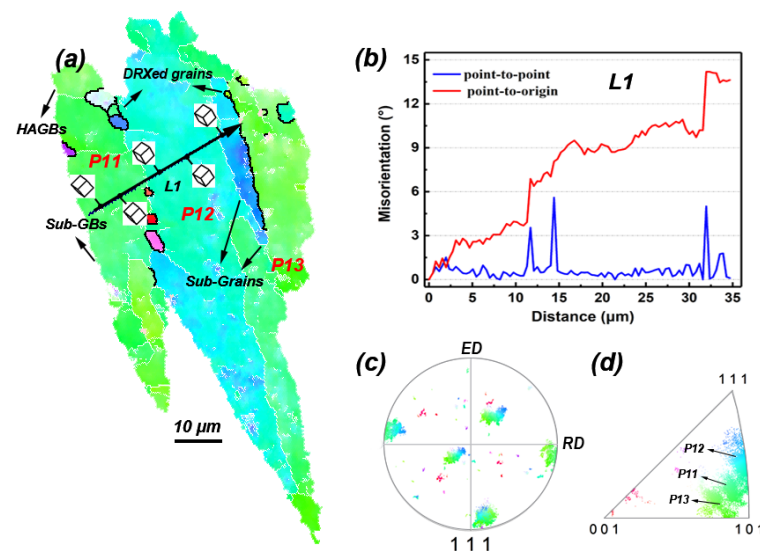 (a)
DRXed grains
HAGBs
P11
L1
P12
Sub-GBs
P13
Sub-Grains
10 μm
(b)
L1
point-to-point
point-to-origin
Misorientation (°)
15
12
9
6
3
0
0 5 10 15 20 25 30 35
Distance (μm)
(c)
ED
RD
1 1 1
(d)
1 1 1
P12
P11
P13
0 0 1
1 0 1